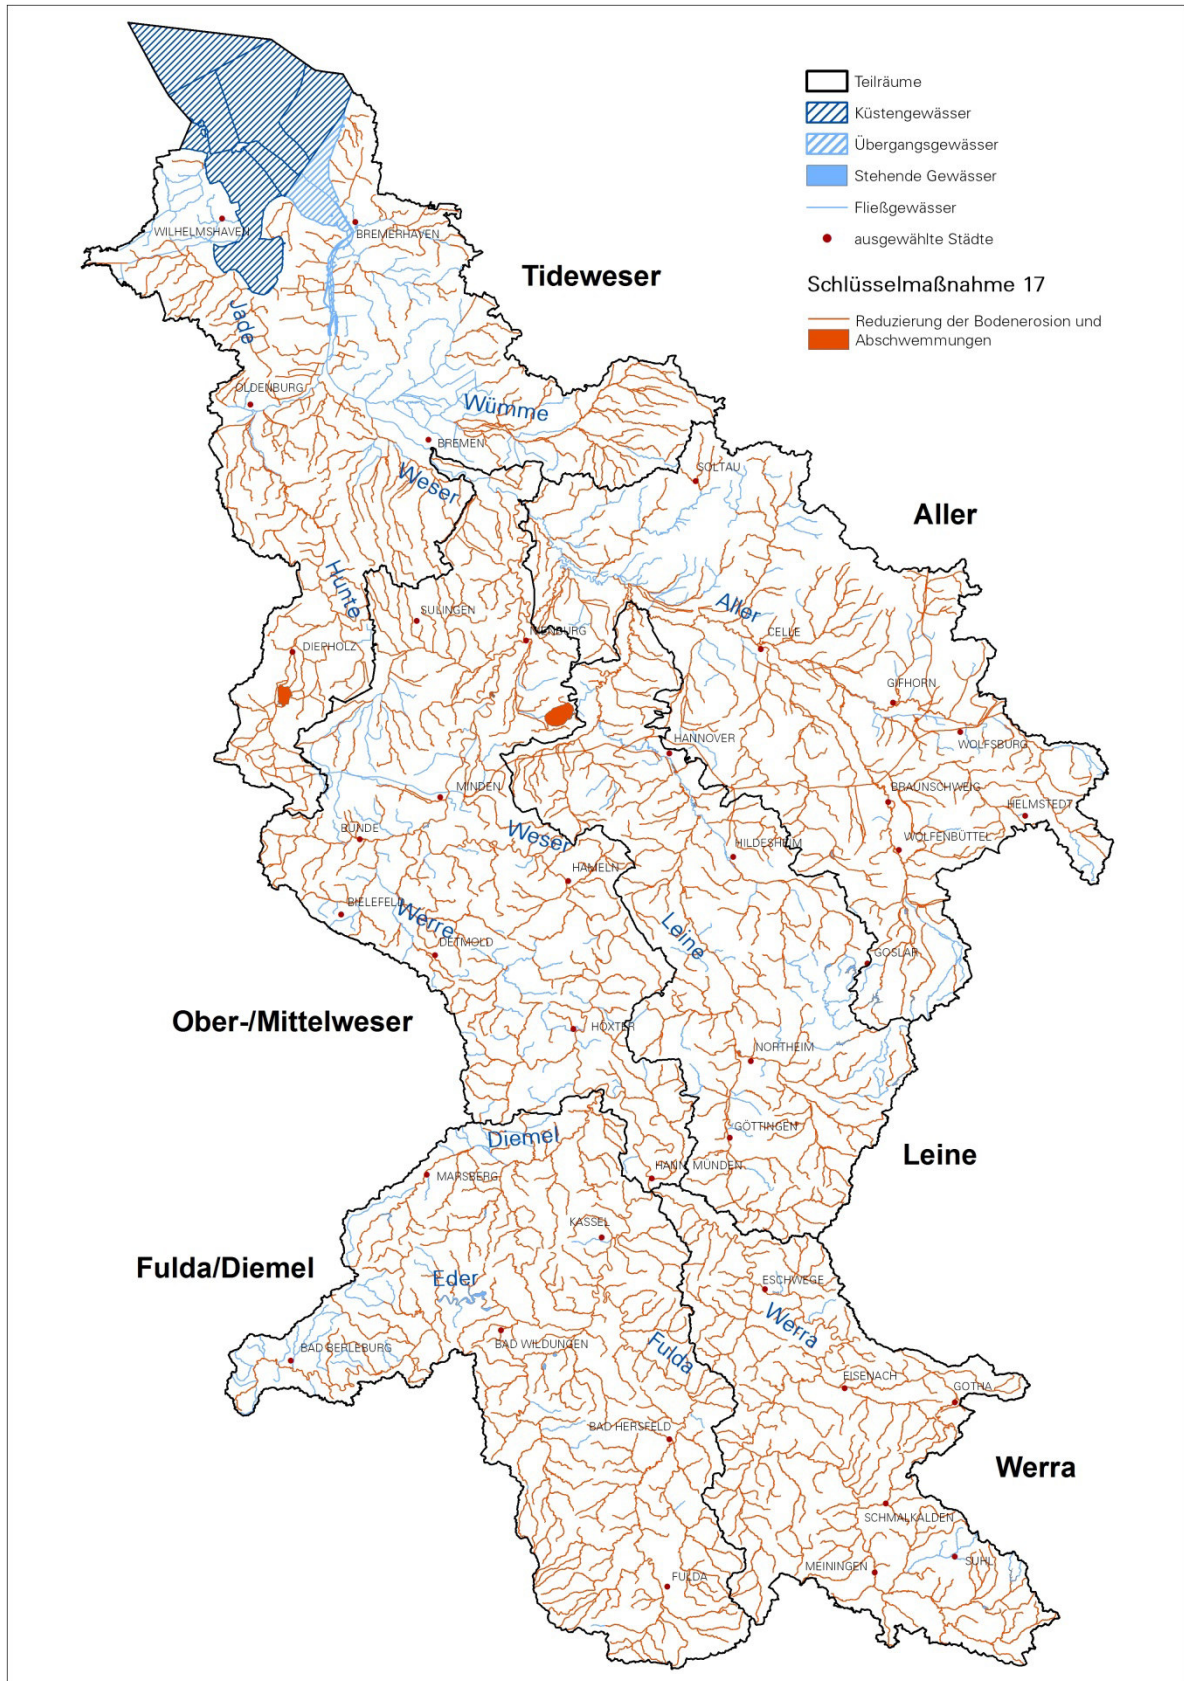 Teilräume
Küstengewässer
Übergangsgewässer
Stehende Gewässer
Fließgewässer
ausgewählte Städte
Schlüsselmaßnahme 17
Reduzierung der Bodenerosion und
Abschwemmungen
WILHELMSHAVEN
BREMERHAVEN
Tideweser
Jade
OLDENBURG
Wümme
BREMEN
Weser
SOLTAU
Aller
Hunte
Aller
SULINGEN
NIENBURG
CELLE
DIEPHOLZ
GIFHORN
HANNOVER
WOLFSBURG
MINDEN
BRAUNSCHWEIG
HELMSTEDT
BÜNDE
Weser
WOLFENBÜTTEL
HILDESHEIM
HAMELN
BIELEFELD
Werre
Leine
DETMOLD
GOSLAR
Ober-/Mittelweser
HÖXTER
NORTHEIM
GÖTTINGEN
Diemel
Leine
HANN. MÜNDEN
MARSBERG
KASSEL
Fulda/Diemel
Eder
ESCHWEGE
Werra
BAD WILDUNGEN
BAD BERLEBURG
Fulda
EISENACH
GOTHA
BAD HERSFELD
Werra
SCHMALKALDEN
SUHL
MEININGEN
FULDA